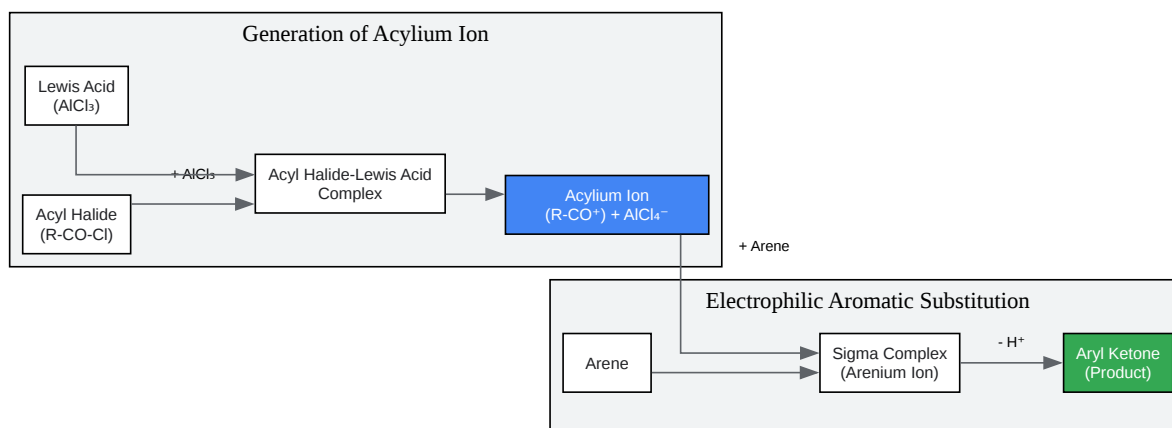 Generation of Acylium Ion
Lewis Acid
(AlCl₃)
+ AlCl₃
Acyl Halide-Lewis Acid
Complex
Acyl Halide
(R-CO-Cl)
Acylium Ion
(R-CO⁺) + AlCl₄⁻
+ Arene
Electrophilic Aromatic Substitution
Arene
Sigma Complex
(Arenium Ion)
- H⁺
Aryl Ketone
(Product)